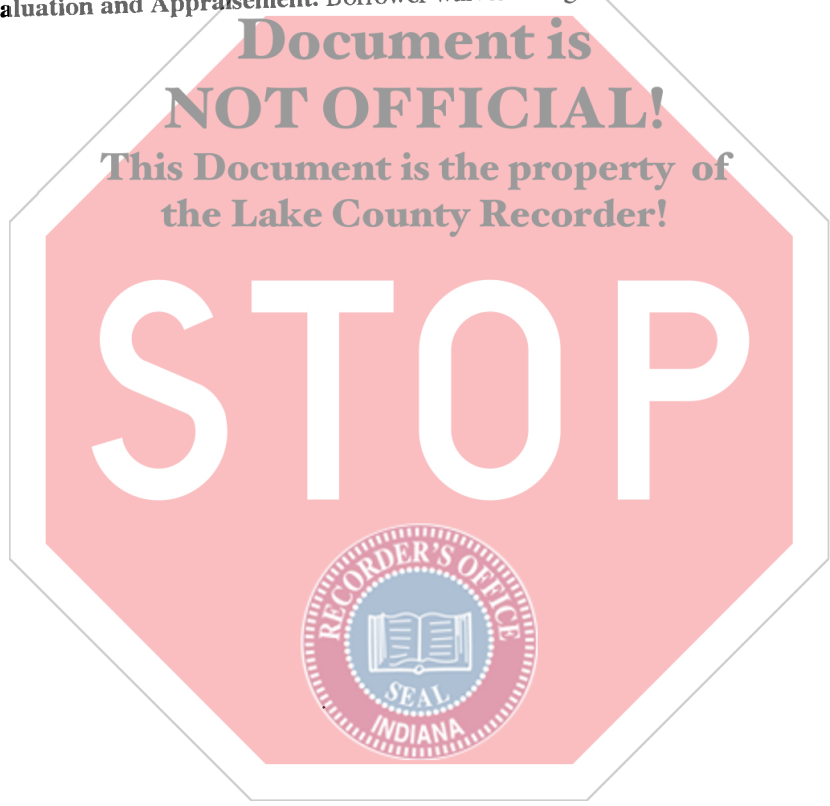 aluation and Appraisement. Borrower
Document is
NOT OFFICIAL!
This Document is the property of
the Lake County Recorder!
STOP
RECORDER'S OFFICE
SEAL
INDIANA